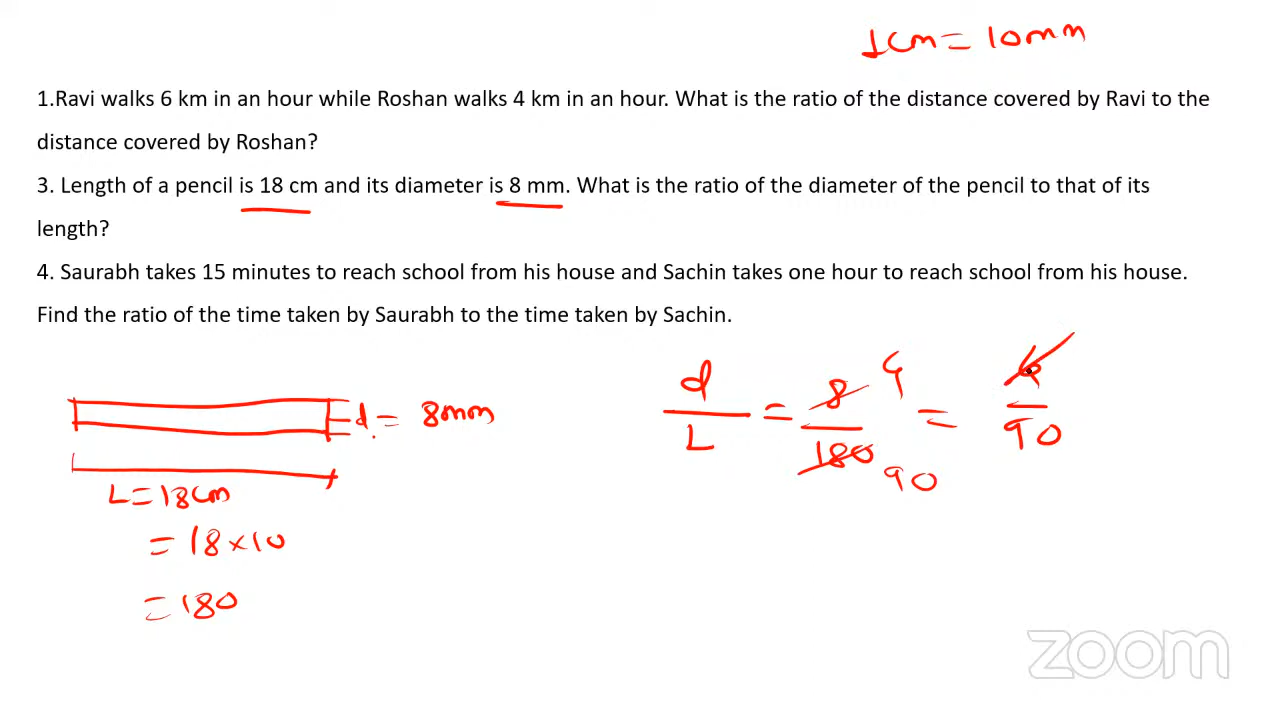 1cm = 10mm
1.Ravi walks 6 km in an hour while Roshan walks 4 km in an hour. What is the ratio of the distance covered by Ravi to the
distance covered by Roshan?
3. Length of a pencil is 18 cm and its diameter is 8 mm. What is the ratio of the diameter of the pencil to that of its
length?
4. Saurabh takes 15 minutes to reach school from his house and Sachin takes one hour to reach school from his house.
Find the ratio of the time taken by Saurabh to the time taken by Sachin.
d = 8mm
L = 18cm
= 18 × 10
= 180
d/L = 8/180 = 4/90
4
90
zoom